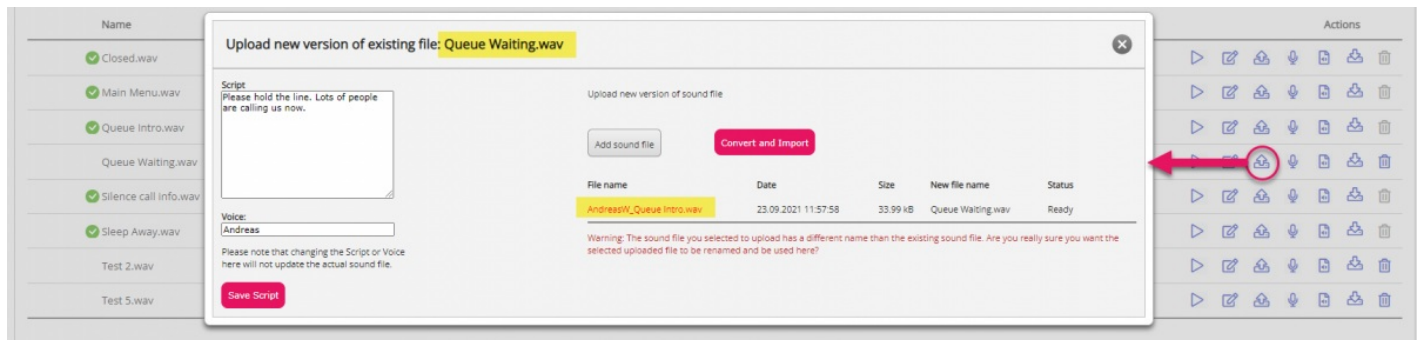 Name
Actions
Upload new version of existing file: Queue Waiting.wav
Closed.wav
Main Menu.wav
Queue Intro.wav
Queue Waiting.wav
Silence call info.wav
Sleep Away.wav
Test 2.wav
Test 5.wav
Script
Please hold the line. Lots of people
are calling us now.
Voice:
Andreas
Please note that changing the Script or Voice
here will not update the actual sound file.
Save Script
Upload new version of sound file
Add sound file
Convert and Import
File name Date Size New file name Status
AndreasW_Queue Intro.wav 23.09.2021 11:57:58 33.99 kB Queue Waiting.wav Ready
Warning: The sound file you selected to upload has a different name than the existing sound file. Are you really sure you want the
selected uploaded file to be renamed and be used here?